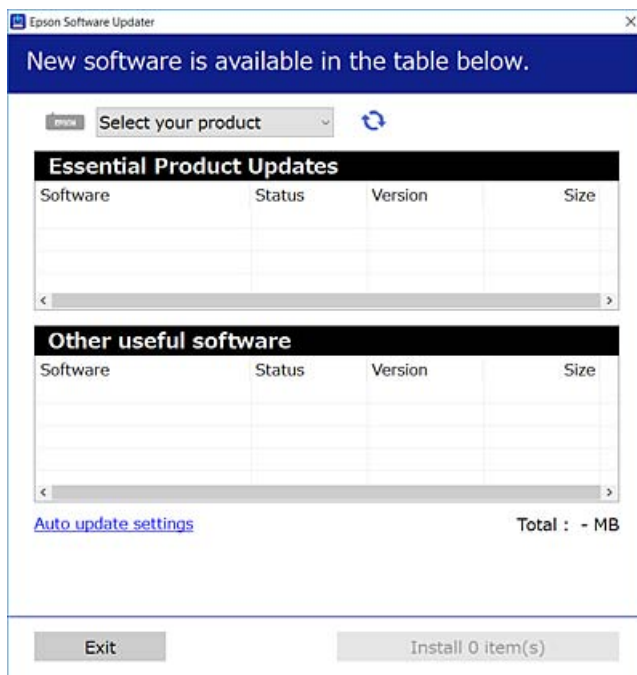 Epson Software Updater
New software is available in the table below.
EPSON Select your product
Essential Product Updates
Software Status Version Size
Other useful software
Software Status Version Size
Auto update settings Total : - MB
Exit Install 0 item(s)